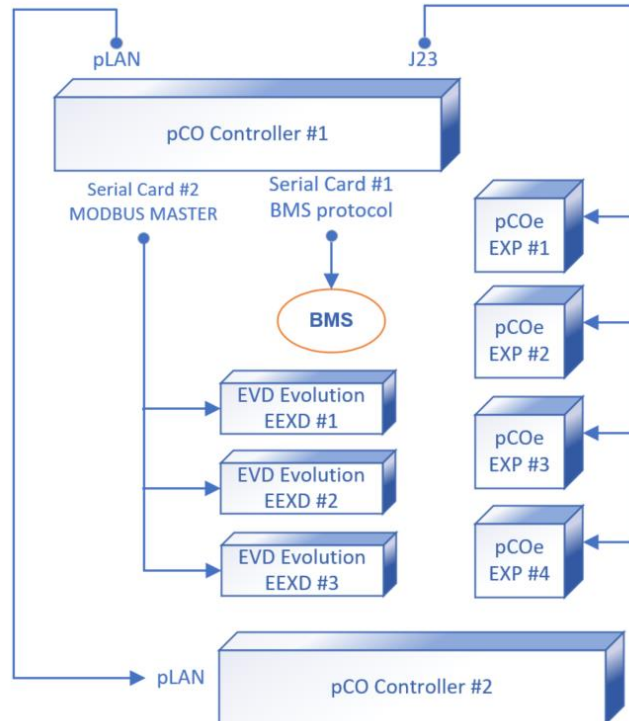 pLAN
J23
pCO Controller #1
Serial Card #2
MODBUS MASTER
Serial Card #1
BMS protocol
pCOe
EXP #1
BMS
pCOe
EXP #2
EVD Evolution
EEXD #1
pCOe
EXP #3
EVD Evolution
EEXD #2
pCOe
EXP #4
EVD Evolution
EEXD #3
pLAN
pCO Controller #2